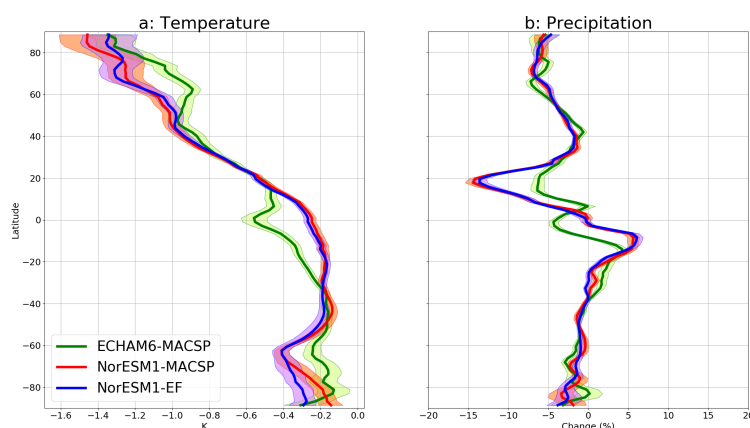 a: Temperature
b: Precipitation
80
60
40
20
0
−20
−40
−60
−80
Latitude
ECHAM6-MACSP
NorESM1-MACSP
NorESM1-EF
−1.6 −1.4 −1.2 −1.0 −0.8 −0.6 −0.4 −0.2 0.0
−20 −15 −10 −5 0 5 10 15 20
K
Change (%)